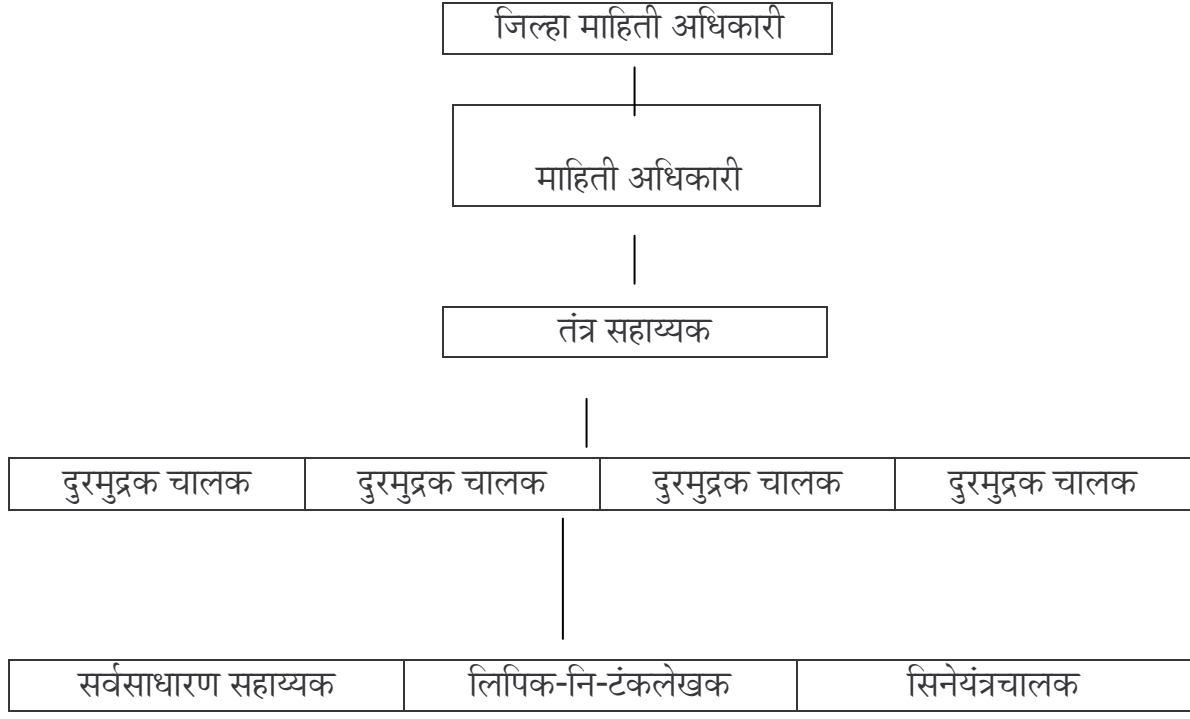 जिल्हा माहिती अधिकारी
माहिती अधिकारी
तंत्र सहाय्यक
दुरमुद्रक चालक दुरमुद्रक चालक दुरमुद्रक चालक दुरमुद्रक चालक
सर्वसाधारण सहाय्यक लिपिक-नि-टंकलेखक सिनेयंत्रचालक